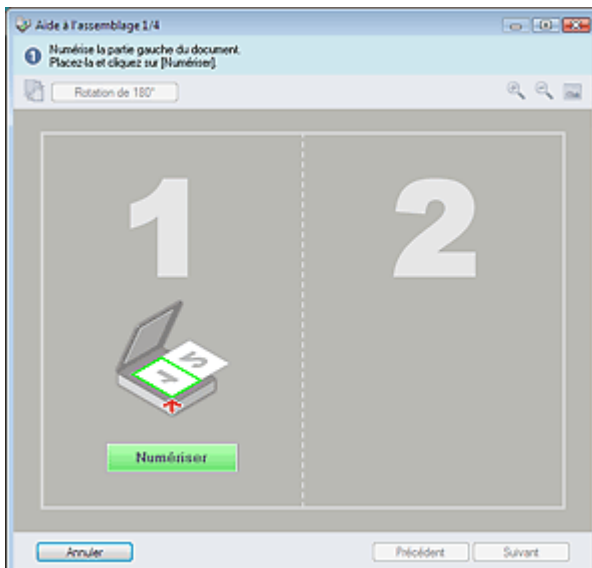 Aide à l'assemblage 1/4
1 Numérise la partie gauche du document.
Placez-la et cliquez sur [Numériser].
Rotation de 180°
1 2
Numériser
Annuler Précédent Suivant